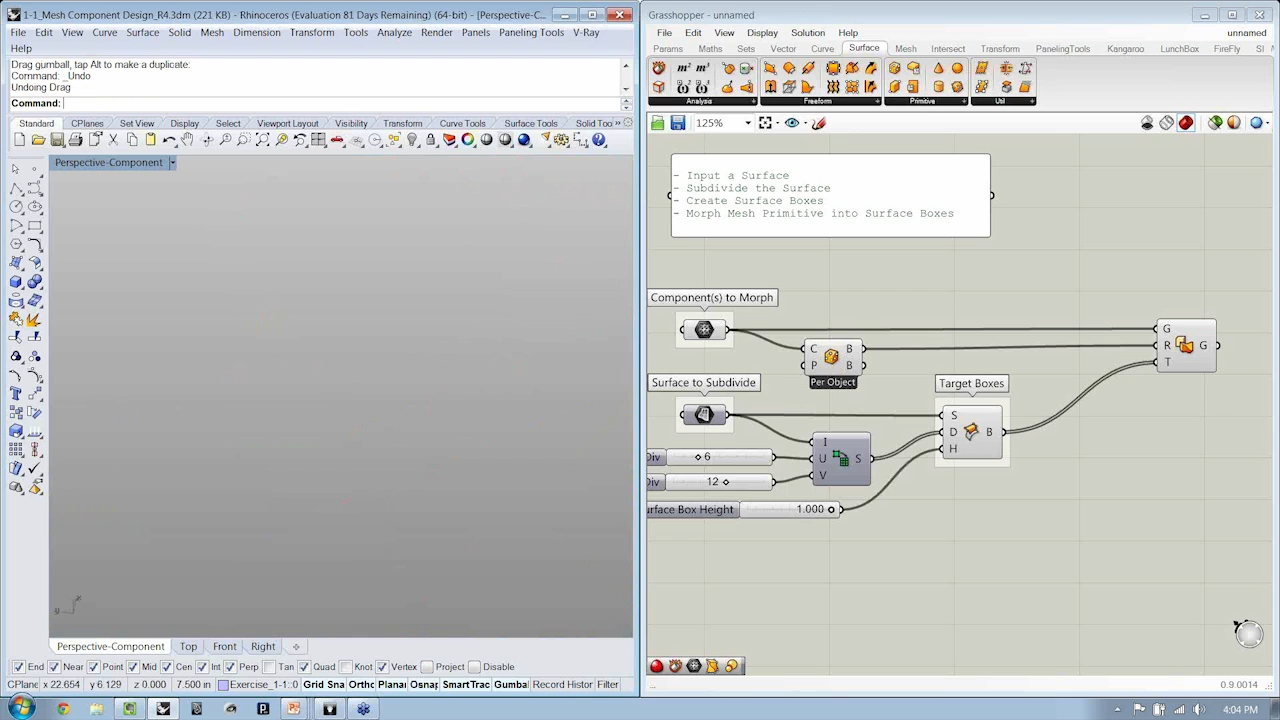 1-1_Mesh Component Design_R4.3dm (221 KB) - Rhinoceros (Evaluation 81 Days Remaining) (64-bit) - [Perspective-C...
File Edit View Curve Surface Solid Mesh Dimension Transform Tools Analyze Render Panels Paneling Tools V-Ray
Help
Drag gumball, tap Alt to make a duplicate:
Command: _Undo
Undoing Drag
Command:
Standard CPlanes Set View Display Select Viewport Layout Visibility Transform Curve Tools Surface Tools Solid Too
Perspective-Component
y x
Perspective-Component Top Front Right
End Near Point Mid Cen Int Perp Tan Quad Knot Vertex Project Disable
CPlane x 22.654 y 6.129 z 0.000 7.500 in Exercise_1-1::0 Grid Sna Ortho Planar Osnap SmartTrac Gumba Record Histor Filter
Grasshopper - unnamed
File Edit View Display Solution Help unnamed
Params Maths Sets Vector Curve Surface Mesh Intersect Transform PanelingTools Kangaroo LunchBox FireFly
Analysis Freeform Primitive Util
125%
- Input a Surface
- Subdivide the Surface
- Create Surface Boxes
- Morph Mesh Primitive into Surface Boxes
Component(s) to Morph
C B
P B
Per Object
G
R G
T
Surface to Subdivide
Target Boxes
S
D B
H
I
U S
V
Div 6
Div 12
urface Box Height 1.000
0.9.0014
4:04 PM